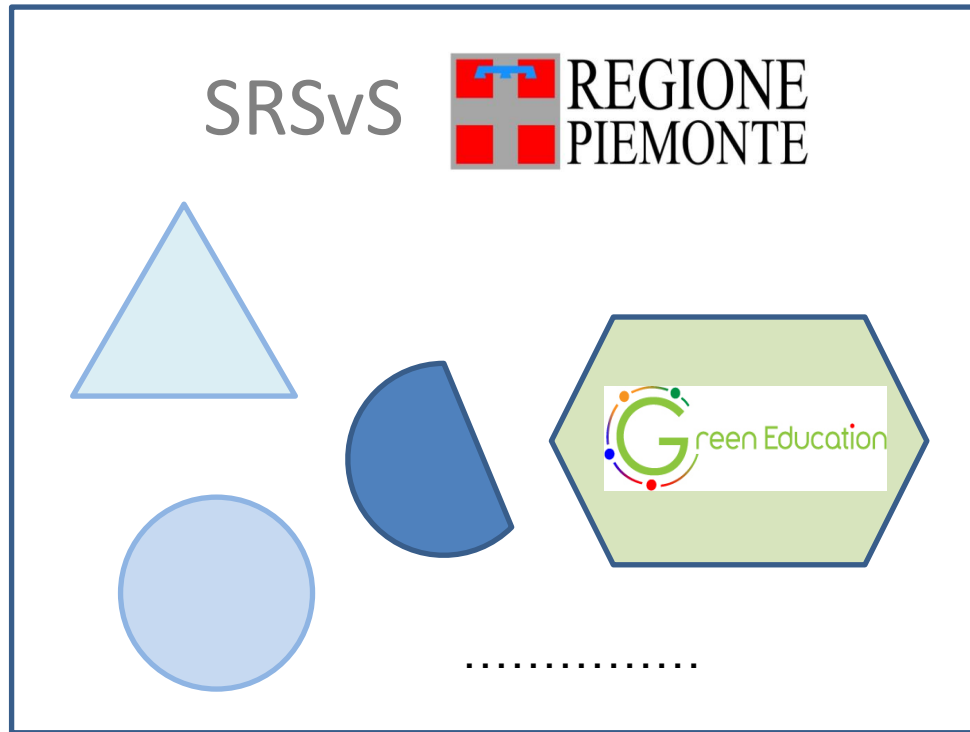 SRSvS
REGIONE
PIEMONTE
Green Education
...............